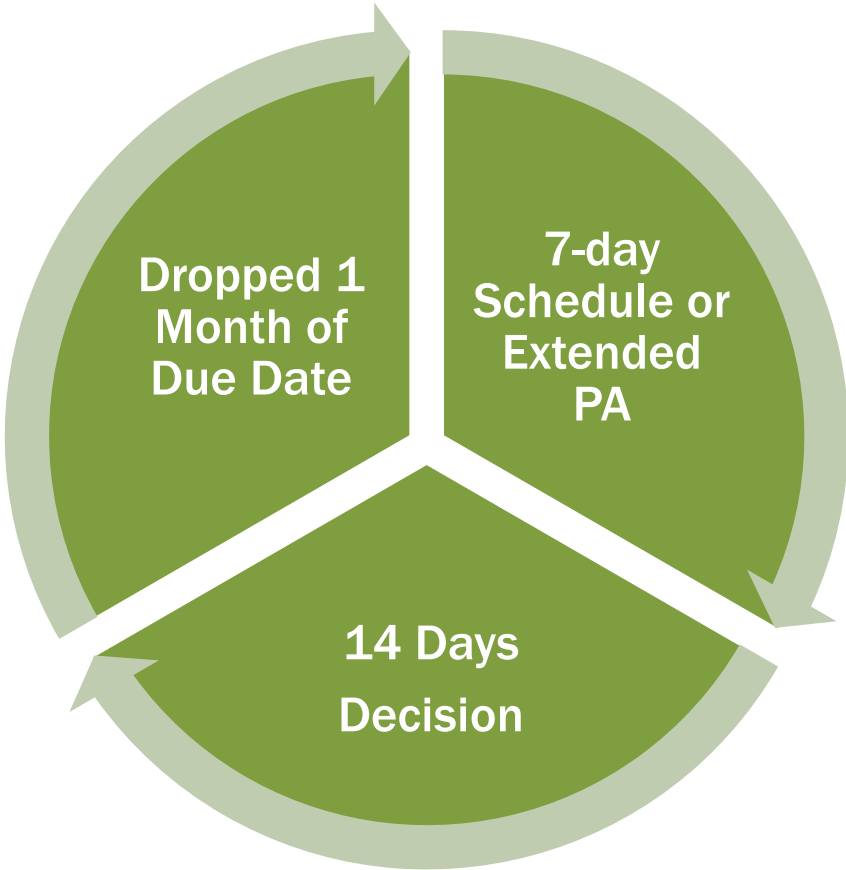 Dropped 1
Month of
Due Date
7-day
Schedule or
Extended
PA
14 Days
Decision